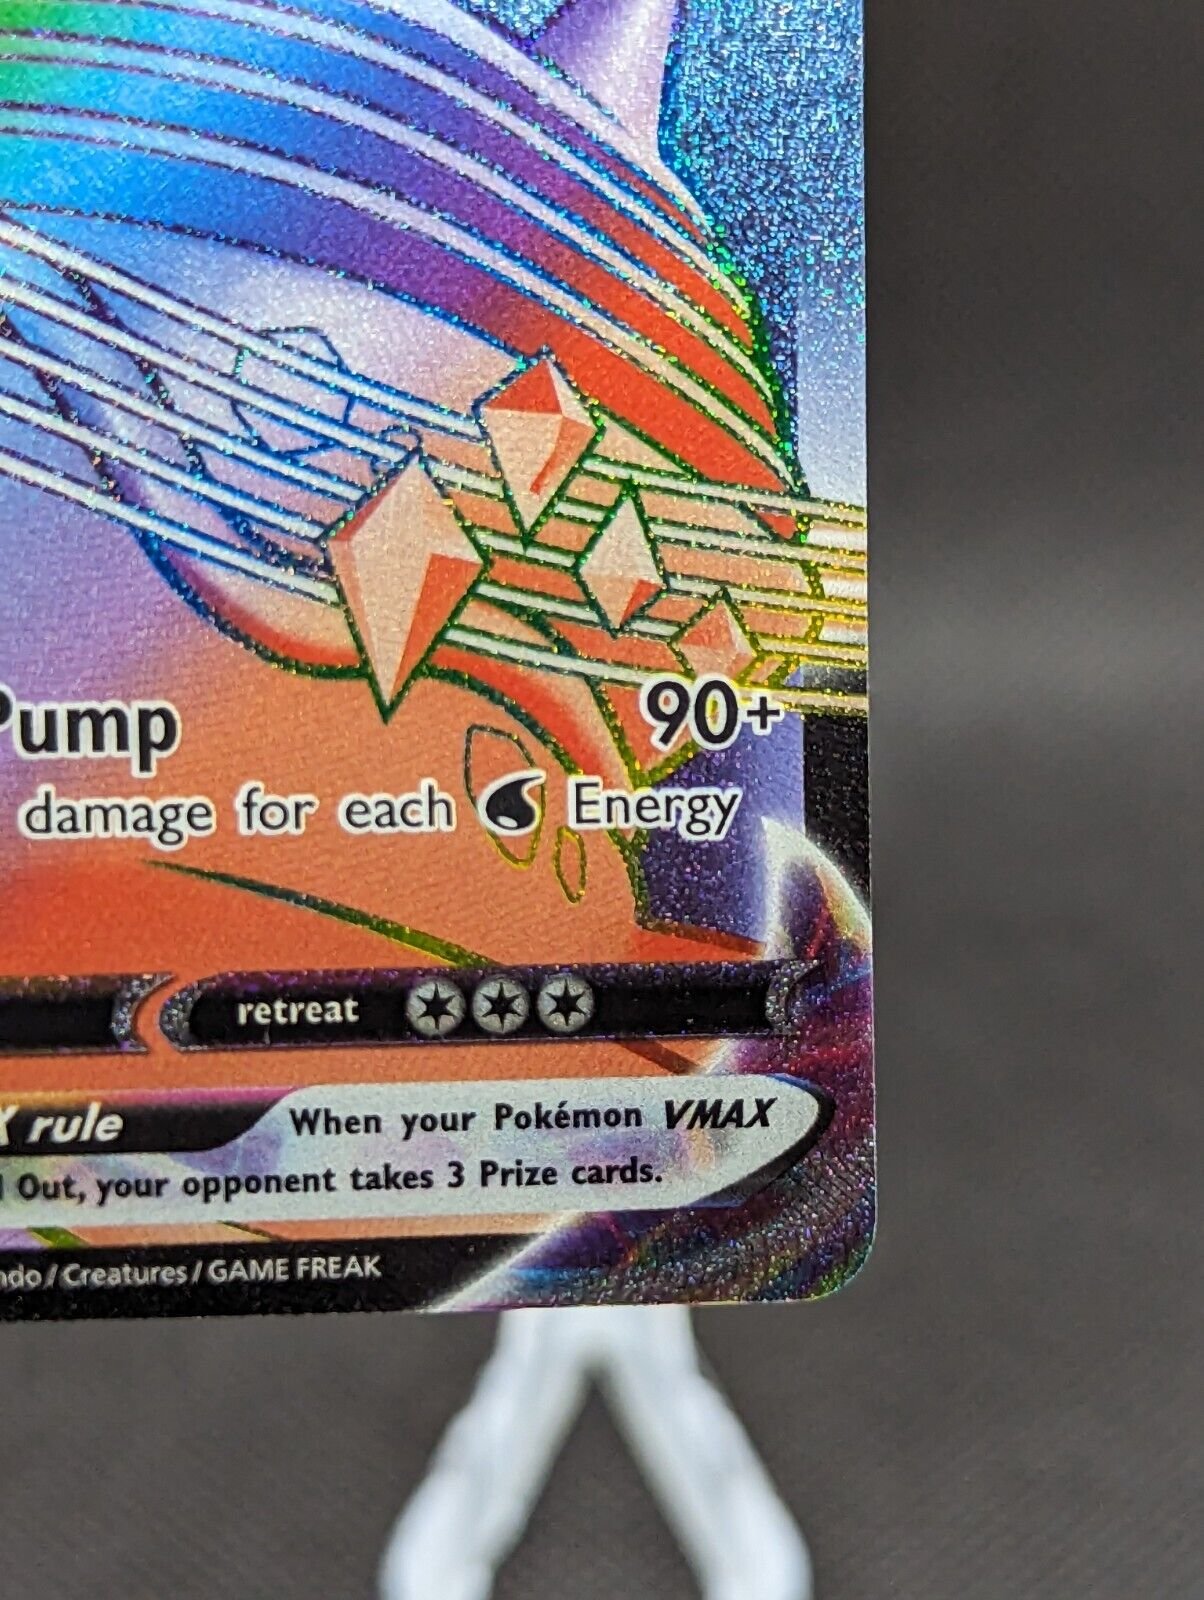 Pump 90+
damage for each Energy
retreat
X rule When your Pokémon VMAX
Out, your opponent takes 3 Prize cards.
ndo/Creatures/GAME FREAK